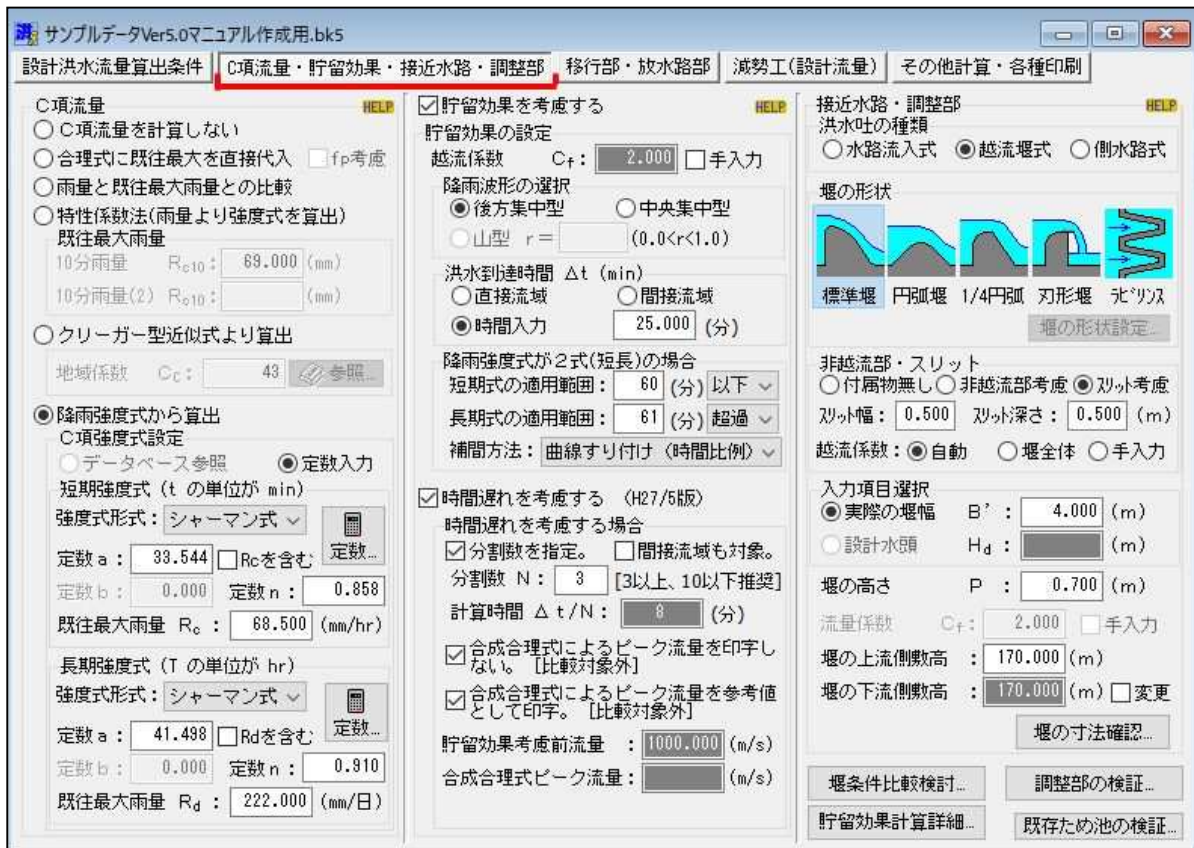 サンプルデータVer5.0マニュアル作成用.bk5
設計洪水流量算出条件 C項流量・貯留効果・接近水路・調整部 移行部・放水路部 減勢工(設計流量) その他計算・各種印刷
C項流量 HELP
C項流量を計算しない
合理式に既往最大を直接代入 fp考慮
雨量と既往最大雨量との比較
特性係数法(雨量より強度式を算出)
既往最大雨量
10分雨量 Rc10: 69.000 (mm)
10分雨量(2) Rc10: (mm)
クリーガー型近似式より算出
地域係数 Cc: 43 参照...
降雨強度式から算出
C項強度式設定
データベース参照 定数入力
短期強度式 (t の単位が min)
強度式形式: シャーマン式
定数...
定数a: 33.544 Rcを含む
定数b: 0.000 定数n: 0.858
既往最大雨量 Rc: 68.500 (mm/hr)
長期強度式 (T の単位が hr)
強度式形式: シャーマン式
定数...
定数a: 41.498 Rdを含む
定数b: 0.000 定数n: 0.910
既往最大雨量 Rd: 222.000 (mm/日)
貯留効果を考慮する HELP
貯留効果の設定
越流係数 Cf: 2.000 手入力
降雨波形の選択
後方集中型 中央集中型
山型 r= (0.0<r<1.0)
洪水到達時間 Δt (min)
直接流域 間接流域
時間入力 25.000 (分)
降雨強度式が2式(短長)の場合
短期式の適用範囲: 60 (分) 以下
長期式の適用範囲: 61 (分) 超過
補間方法: 曲線すり付け (時間比例)
時間遅れを考慮する (H27/5版)
時間遅れを考慮する場合
分割数を指定。 間接流域も対象。
分割数 N: 3 [3以上、10以下推奨]
計算時間 Δt/N: 8 (分)
合成合理式によるピーク流量を印字し
ない。 [比較対象外]
合成合理式によるピーク流量を参考値
として印字。 [比較対象外]
貯留効果考慮前流量 : 1000.000 (m/s)
合成合理式ピーク流量: (m/s)
接近水路・調整部 HELP
洪水吐の種類
水路流入式 越流堰式 側水路式
堰の形状
標準堰 円弧堰 1/4円弧 刃形堰 ラビリンス
堰の形状設定...
非越流部・スリット
付属物無し 非越流部考慮 スリット考慮
スリット幅: 0.500 スリット深さ: 0.500 (m)
越流係数: 自動 堰全体 手入力
入力項目選択
実際の堰幅 B': 4.000 (m)
設計水頭 Hd: (m)
堰の高さ P: 0.700 (m)
流量係数 Cf: 2.000 手入力
堰の上流側敷高 : 170.000 (m)
堰の下流側敷高 : 170.000 (m) 変更
堰の寸法確認...
堰条件比較検討... 調整部の検証...
貯留効果計算詳細... 既存ため池の検証...